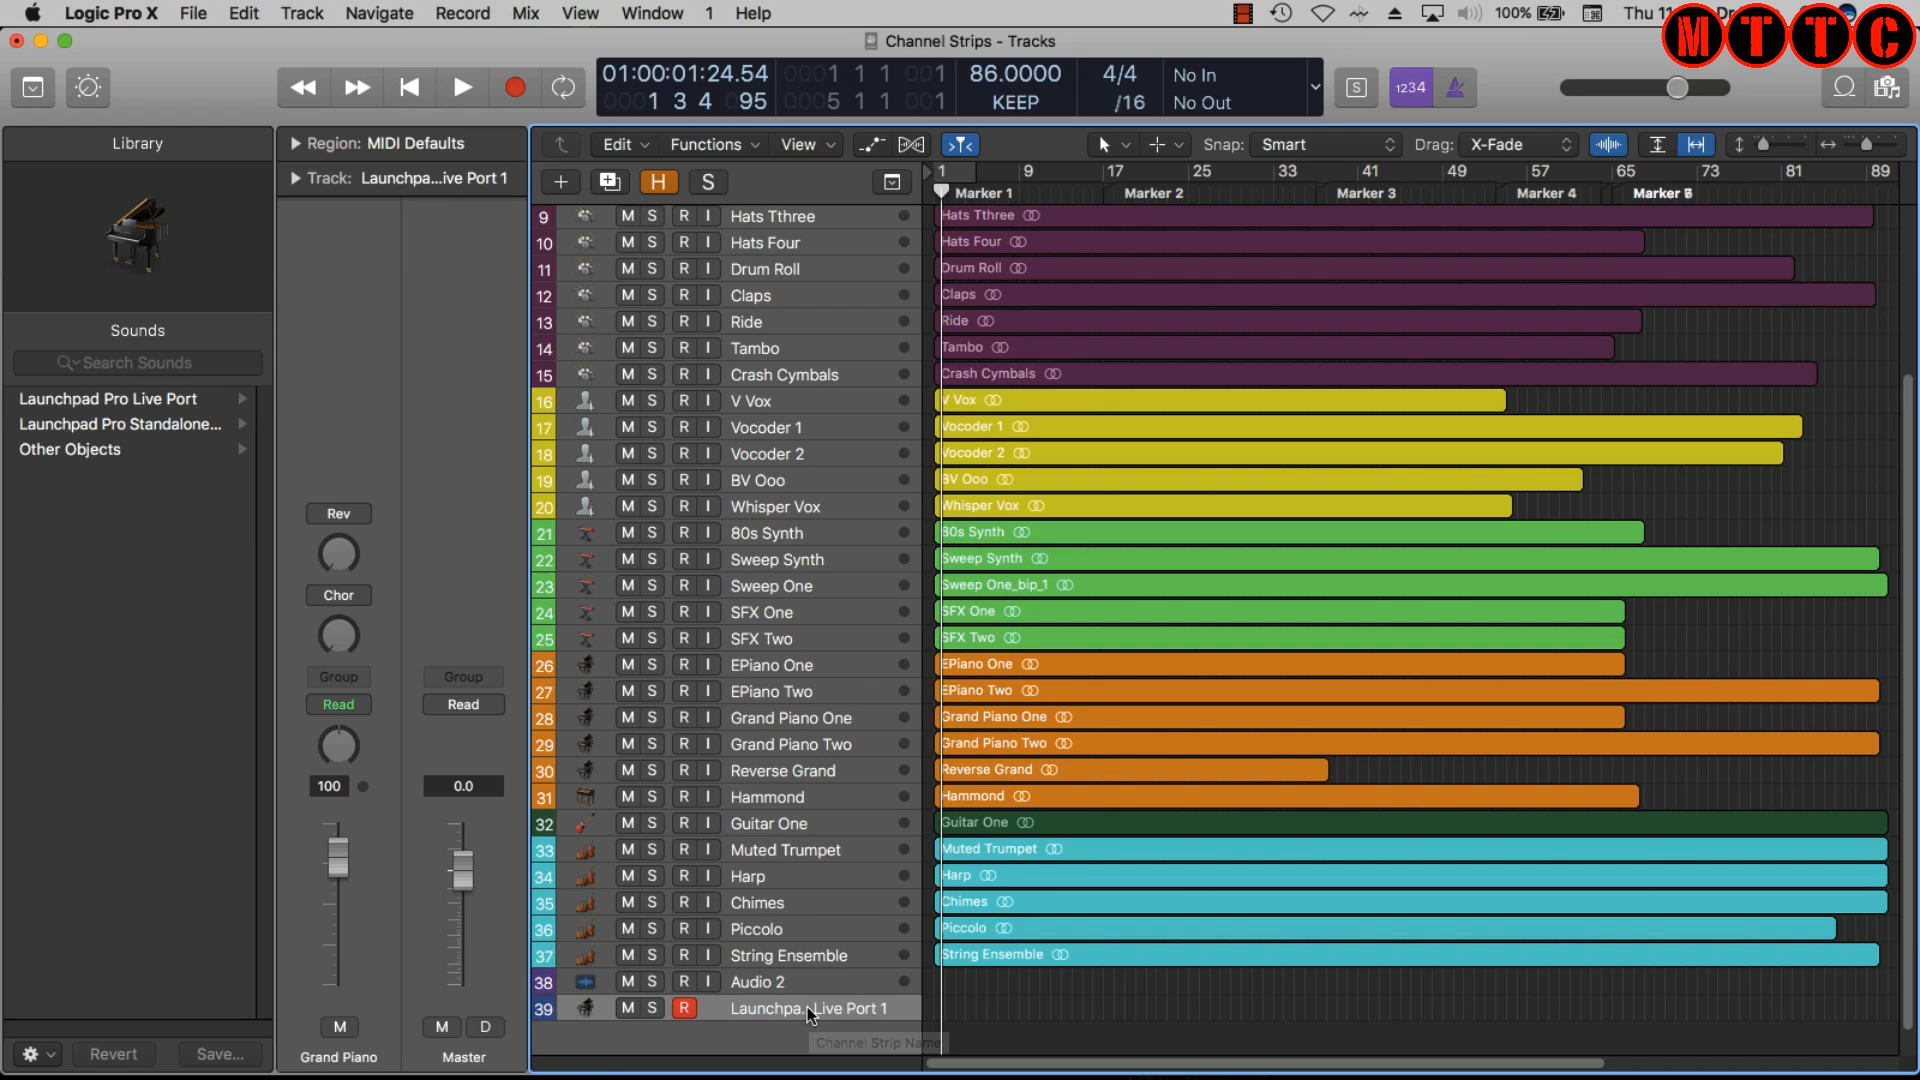 Logic Pro X File Edit Track Navigate Record Mix View Window 1 Help 100% Thu 11
MTTC
Channel Strips - Tracks
01:00:01:24.54 0001 1 1 001 86.0000 4/4 No In
0001 3 4 095 0005 1 1 001 KEEP /16 No Out
S 1234
Library
Region: MIDI Defaults
Edit Functions View Snap: Smart Drag: X-Fade
Track: Launchpa...ive Port 1
H S
1 9 17 25 33 41 49 57 65 73 81 89
Marker 1 Marker 2 Marker 3 Marker 4
Sounds
Search Sounds
Launchpad Pro Live Port
Launchpad Pro Standalone...
Other Objects
Rev
Chor
Group Group
Read Read
100 0.0
M M D
Grand Piano Master
Revert Save...
9 M S R I Hats Tthree Hats Tthree
10 M S R I Hats Four Hats Four
11 M S R I Drum Roll Drum Roll
12 M S R I Claps Claps
13 M S R I Ride Ride
14 M S R I Tambo Tambo
15 M S R I Crash Cymbals Crash Cymbals
16 M S R I V Vox V Vox
17 M S R I Vocoder 1 Vocoder 1
18 M S R I Vocoder 2 Vocoder 2
19 M S R I BV Ooo BV Ooo
20 M S R I Whisper Vox Whisper Vox
21 M S R I 80s Synth 80s Synth
22 M S R I Sweep Synth Sweep Synth
23 M S R I Sweep One Sweep One_bip_1
24 M S R I SFX One SFX One
25 M S R I SFX Two SFX Two
26 M S R I EPiano One EPiano One
27 M S R I EPiano Two EPiano Two
28 M S R I Grand Piano One Grand Piano One
29 M S R I Grand Piano Two Grand Piano Two
30 M S R I Reverse Grand Reverse Grand
31 M S R I Hammond Hammond
32 M S R I Guitar One Guitar One
33 M S R I Muted Trumpet Muted Trumpet
34 M S R I Harp Harp
35 M S R I Chimes Chimes
36 M S R I Piccolo Piccolo
37 M S R I String Ensemble String Ensemble
38 M S R I Audio 2
39 M S R Launchpa...Live Port 1
Channel Strip Name